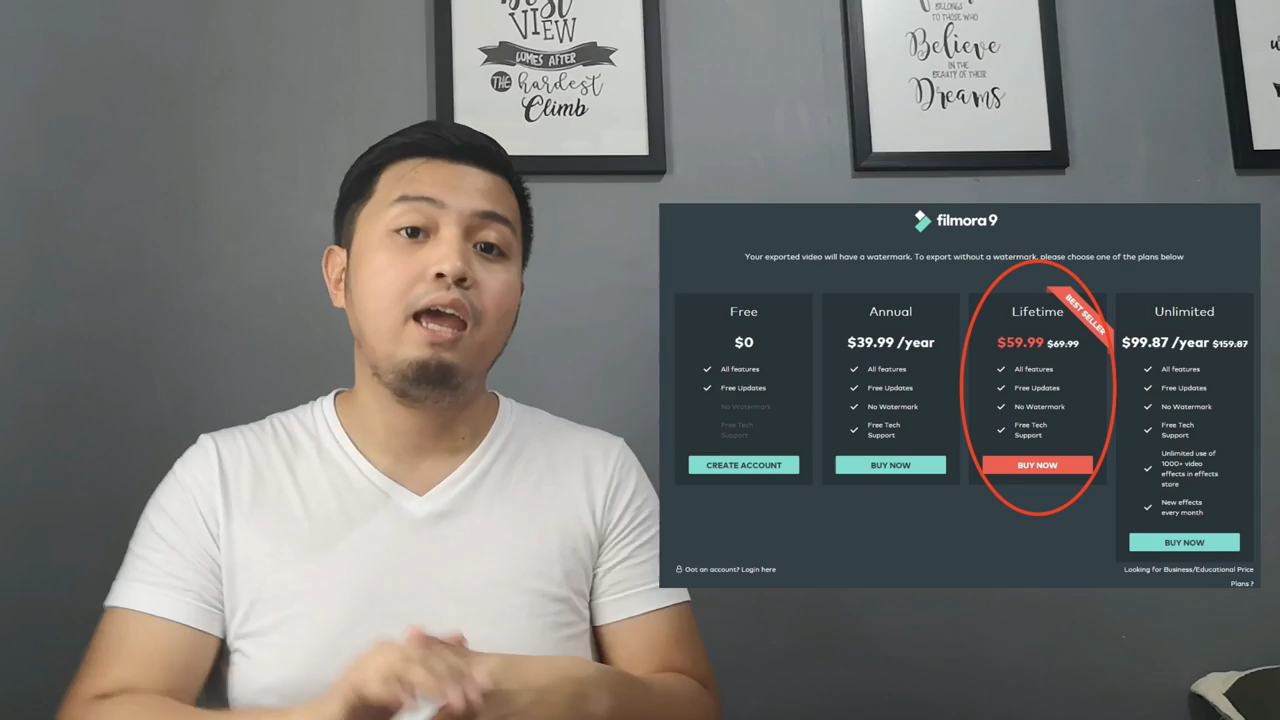 Best
VIEW
COMES AFTER
THE hardest
Climb
BELONGS
TO THOSE WHO
Believe
IN THE
BEAUTY OF THEIR
Dreams
filmora9
Your exported video will have a watermark. To export without a watermark, please choose one of the plans below
Free
$0
All features
Free Updates
No Watermark
Free Tech
Support
CREATE ACCOUNT
Annual
$39.99 /year
All features
Free Updates
No Watermark
Free Tech
Support
BUY NOW
BEST SELLER
Lifetime
$59.99 $69.99
All features
Free Updates
No Watermark
Free Tech
Support
BUY NOW
Unlimited
$99.87 /year $159.87
All features
Free Updates
No Watermark
Free Tech
Support
Unlimited use of
1000+ video
effects in effects
store
New effects
every month
BUY NOW
Got an account? Login here
Looking for Business/Educational Price
Plans ?